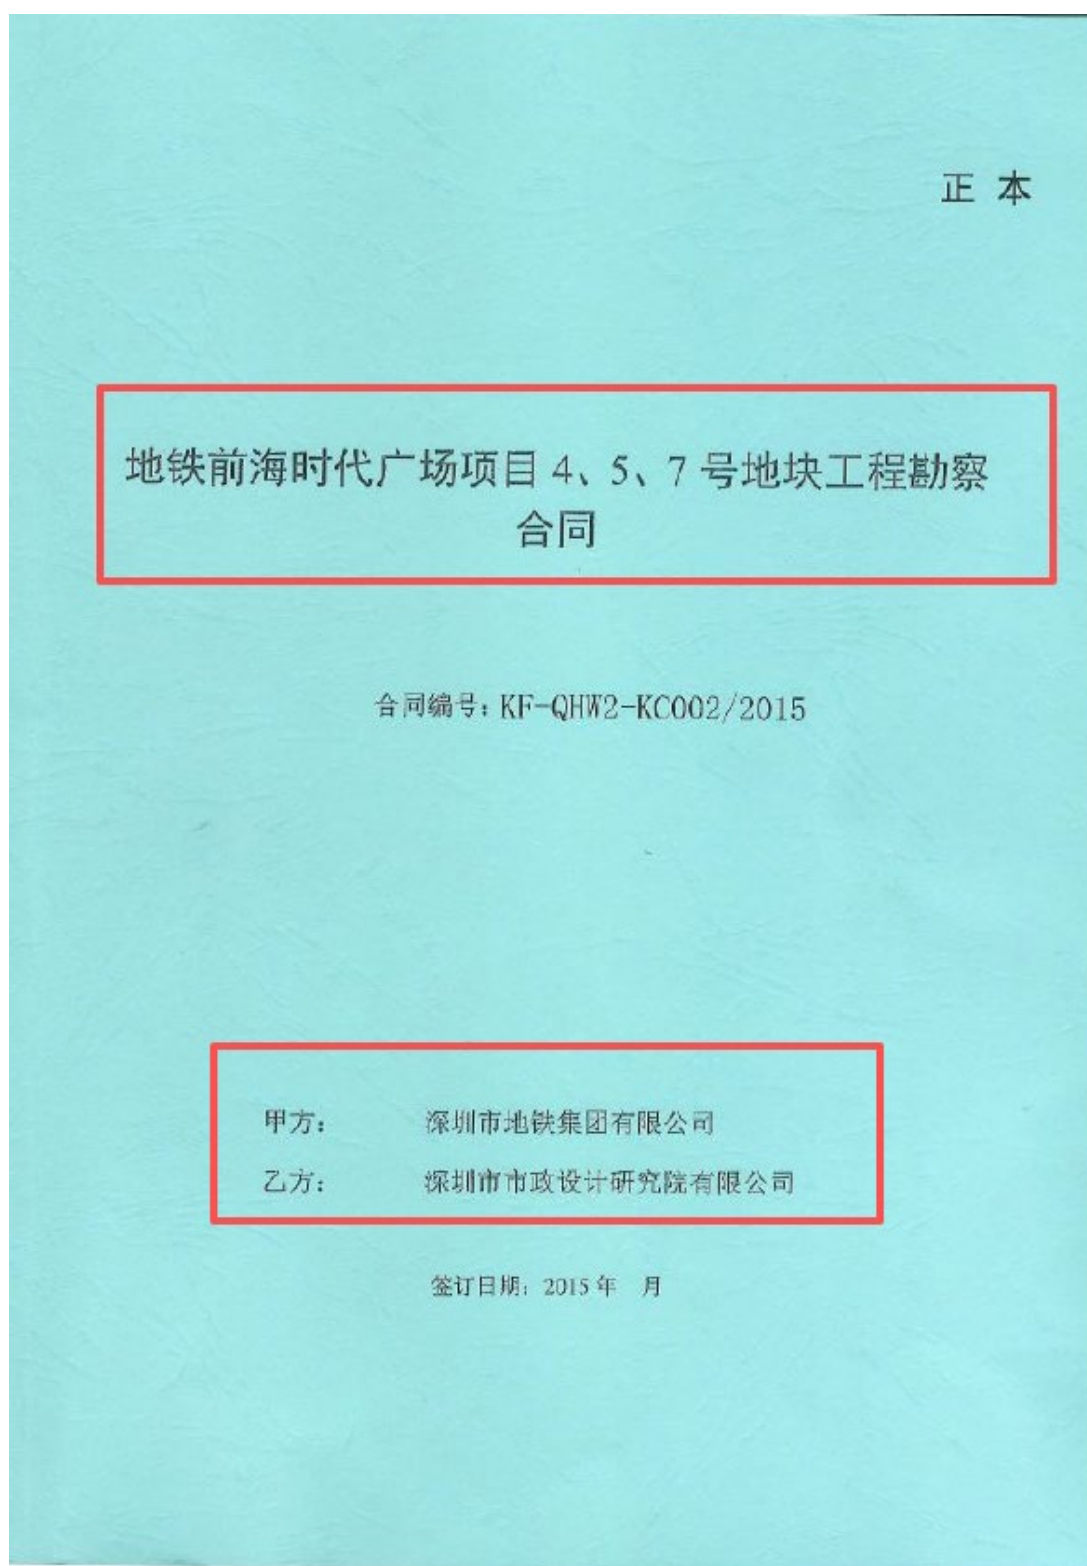 正 本
地铁前海时代广场项目 4、5、7 号地块工程勘察
合同
合同编号：KF-QHW2-KC002/2015
甲方： 深圳市地铁集团有限公司
乙方： 深圳市市政设计研究院有限公司
签订日期：2015 年 月